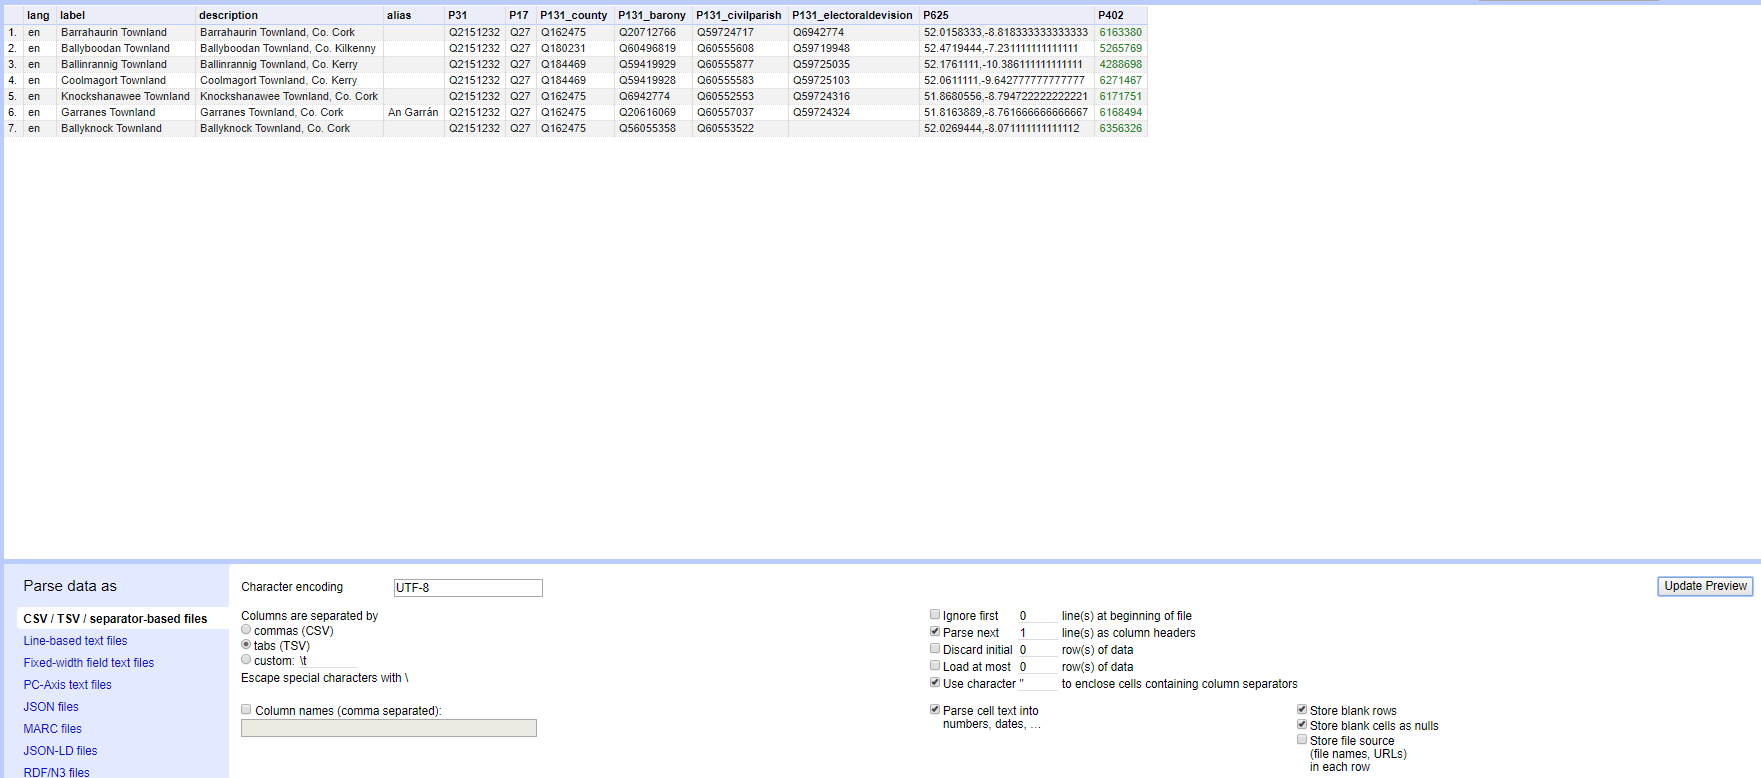 lang label description alias P31 P17 P131_county P131_barony P131_civilparish P131_electoraldevision P625 P402
1. en Barrahaurin Townland Barrahaurin Townland, Co. Cork Q2151232 Q27 Q162475 Q20712766 Q59724717 Q6942774 52.0158333,-8.818333333333333 6163380
2. en Ballyboodan Townland Ballyboodan Townland, Co. Kilkenny Q2151232 Q27 Q180231 Q60496819 Q60555608 Q59719948 52.4719444,-7.231111111111111 5265769
3. en Ballinrannig Townland Ballinrannig Townland, Co. Kerry Q2151232 Q27 Q184469 Q59419929 Q60555877 Q59725035 52.1761111,-10.386111111111111 4288698
4. en Coolmagort Townland Coolmagort Townland, Co. Kerry Q2151232 Q27 Q184469 Q59419928 Q60555583 Q59725103 52.0611111,-9.642777777777777 6271467
5. en Knockshanawee Townland Knockshanawee Townland, Co. Cork Q2151232 Q27 Q162475 Q6942774 Q60552553 Q59724316 51.8680556,-8.794722222222221 6171751
6. en Garranes Townland Garranes Townland, Co. Cork An Garrán Q2151232 Q27 Q162475 Q20616069 Q60557037 Q59724324 51.8163889,-8.761666666666667 6168494
7. en Ballyknock Townland Ballyknock Townland, Co. Cork Q2151232 Q27 Q162475 Q56055358 Q60553522 52.0269444,-8.071111111111112 6356326
Parse data as
CSV / TSV / separator-based files
Line-based text files
Fixed-width field text files
PC-Axis text files
JSON files
MARC files
JSON-LD files
RDF/N3 files
Character encoding UTF-8
Columns are separated by
commas (CSV)
tabs (TSV)
custom: \t
Escape special characters with \
Column names (comma separated):
Update Preview
Ignore first 0 line(s) at beginning of file
Parse next 1 line(s) as column headers
Discard initial 0 row(s) of data
Load at most 0 row(s) of data
Use character " to enclose cells containing column separators
Parse cell text into
numbers, dates, ...
Store blank rows
Store blank cells as nulls
Store file source
(file names, URLs)
in each row